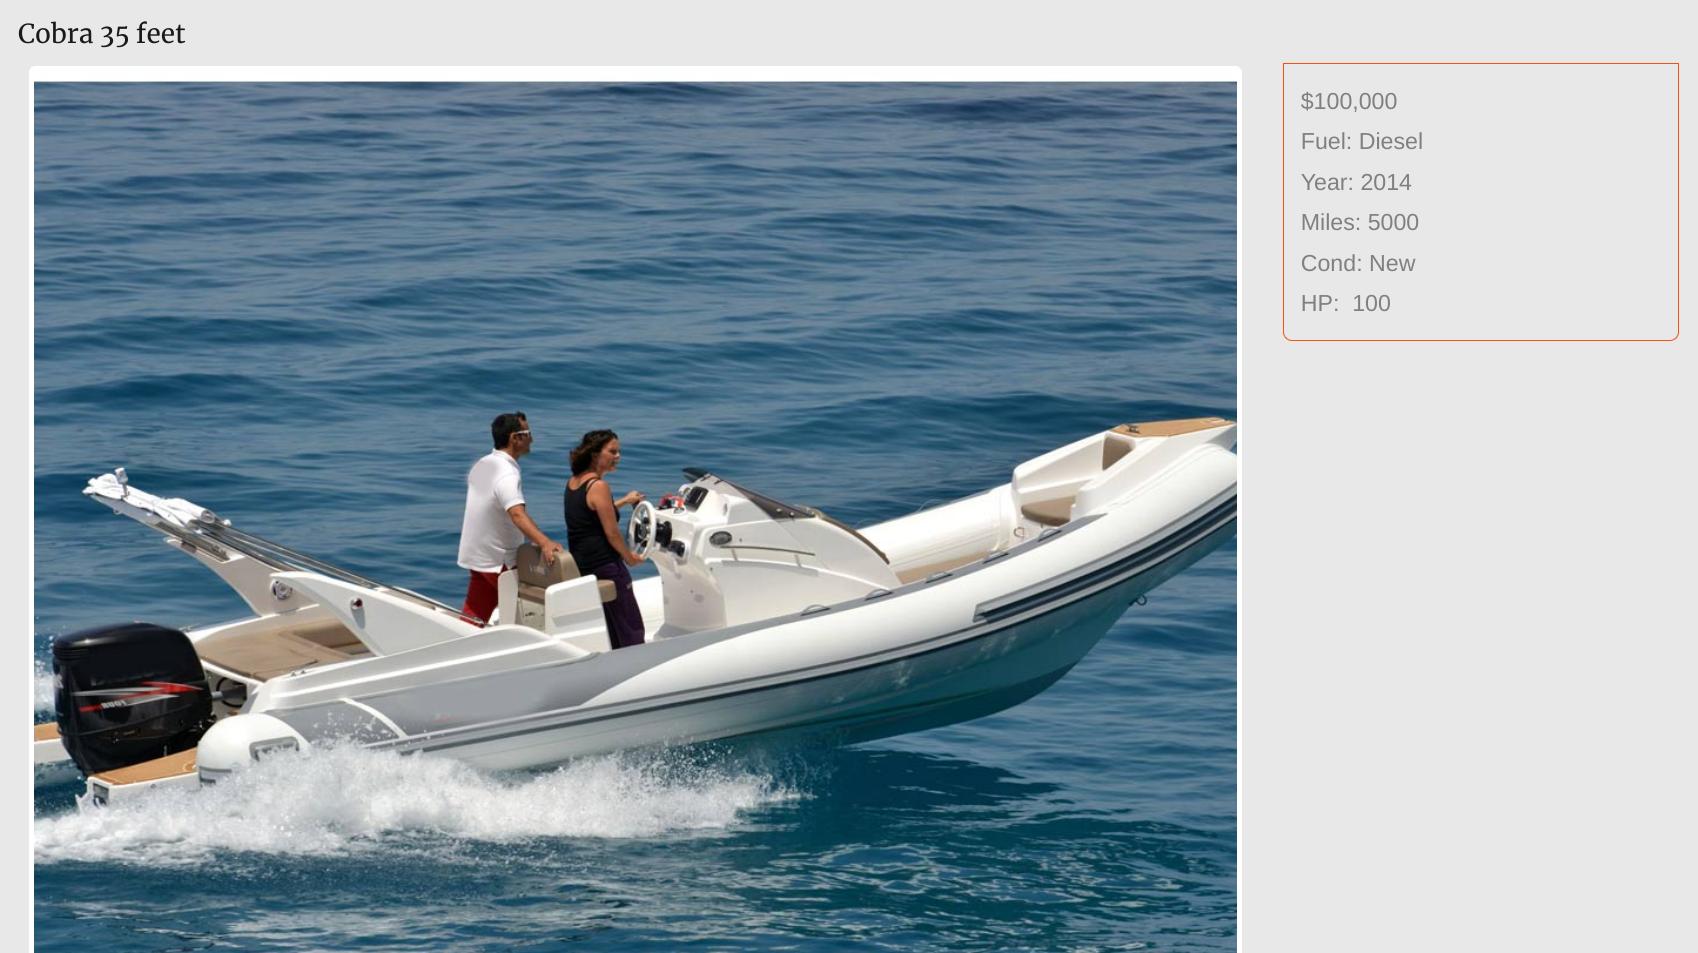 Cobra 35 feet
$100,000
Fuel: Diesel
Year: 2014
Miles: 5000
Cond: New
HP:  100